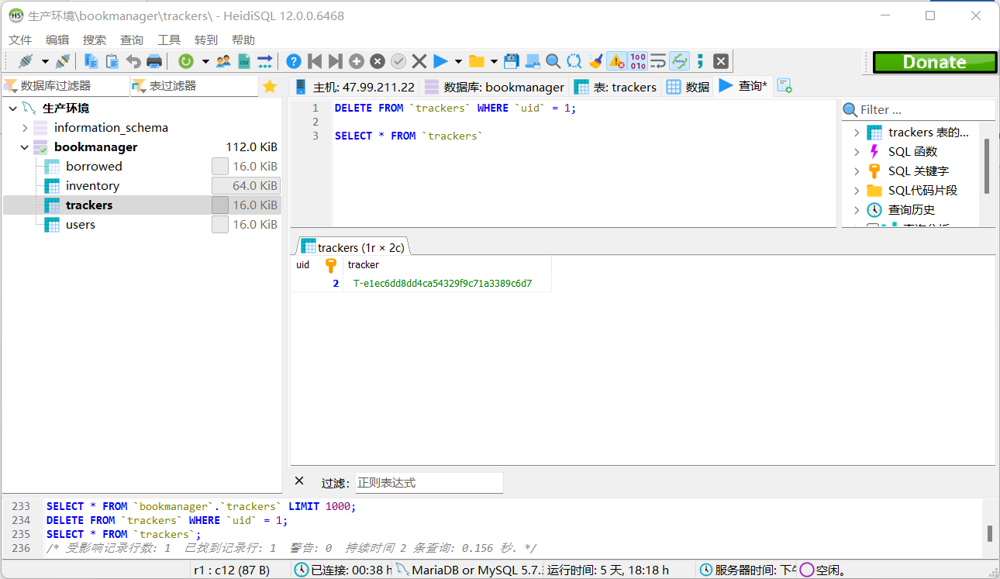 生产环境\bookmanager\trackers\ - HeidiSQL 12.0.0.6468
文件 编辑 搜索 查询 工具 转到 帮助
Donate
数据库过滤器 表过滤器
主机: 47.99.211.22 数据库: bookmanager 表: trackers 数据 查询*
生产环境
information_schema
bookmanager 112.0 KiB
borrowed 16.0 KiB
inventory 64.0 KiB
trackers 16.0 KiB
users 16.0 KiB
1 DELETE FROM `trackers` WHERE `uid` = 1;
2
3 SELECT * FROM `trackers`
Filter ...
trackers 表的...
SQL 函数
SQL 关键字
SQL代码片段
查询历史
trackers (1r × 2c)
uid tracker
2 T-e1ec6dd8dd4ca54329f9c71a3389c6d7
过滤: 正则表达式
233 SELECT * FROM `bookmanager`.`trackers` LIMIT 1000;
234 DELETE FROM `trackers` WHERE `uid` = 1;
235 SELECT * FROM `trackers`;
236 /* 受影响记录行数: 1 已找到记录行: 1 警告: 0 持续时间 2 条查询: 0.156 秒. */
r1 : c12 (87 B) 已连接: 00:38 h MariaDB or MySQL 5.7.3 运行时间: 5 天, 18:18 h 服务器时间: 下午 空闲。